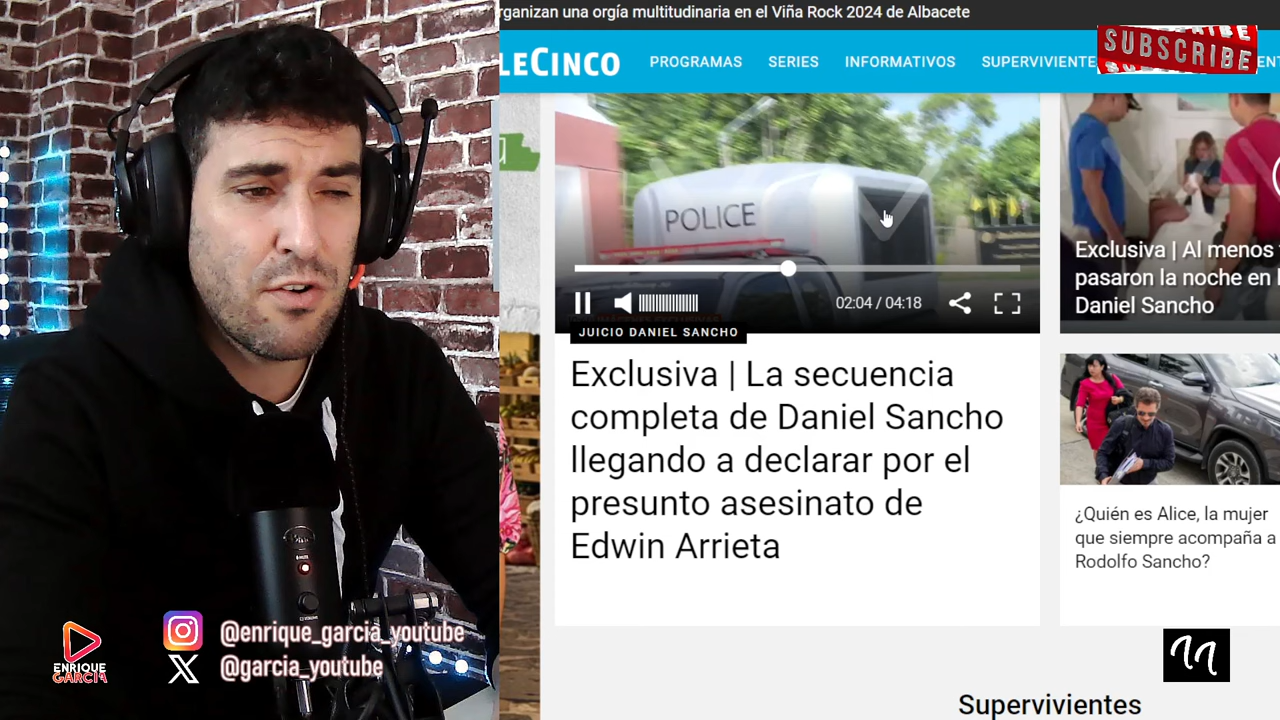 rganizan una orgía multitudinaria en el Viña Rock 2024 de Albacete
LECINCO
PROGRAMAS
SERIES
INFORMATIVOS
SUPERVIVIENTE
SUBSCRIBE
POLICE
02:04 / 04:18
JUICIO DANIEL SANCHO
Exclusiva | La secuencia
completa de Daniel Sancho
llegando a declarar por el
presunto asesinato de
Edwin Arrieta
Exclusiva | Al menos
pasaron la noche en
Daniel Sancho
¿Quién es Alice, la mujer
que siempre acompaña a
Rodolfo Sancho?
Supervivientes
ENRIQUE
GARCIA
@enrique_garcia_youtube
@garcia_youtube